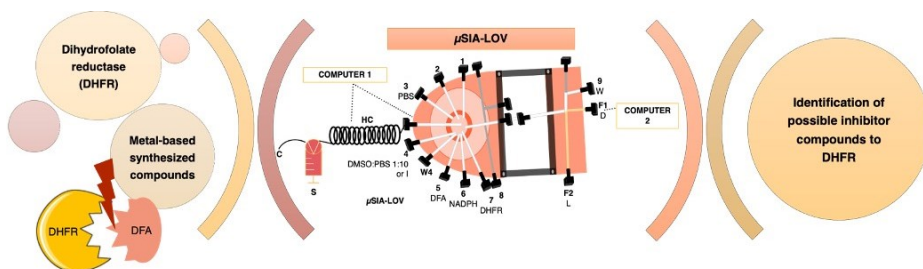 Dihydrofolate
reductase
(DHFR)
Metal-based
synthesized
compounds
DHFR
DFA
µSIA-LOV
COMPUTER 1
1
2
3
PBS
HC
C
S
4
DMSO:PBS 1:10
or I
W4
5
DFA
6
NADPH
7
DHFR
8
µSIA-LOV
9
W
F1
D
COMPUTER
2
F2
L
Identification of
possible inhibitor
compounds to
DHFR